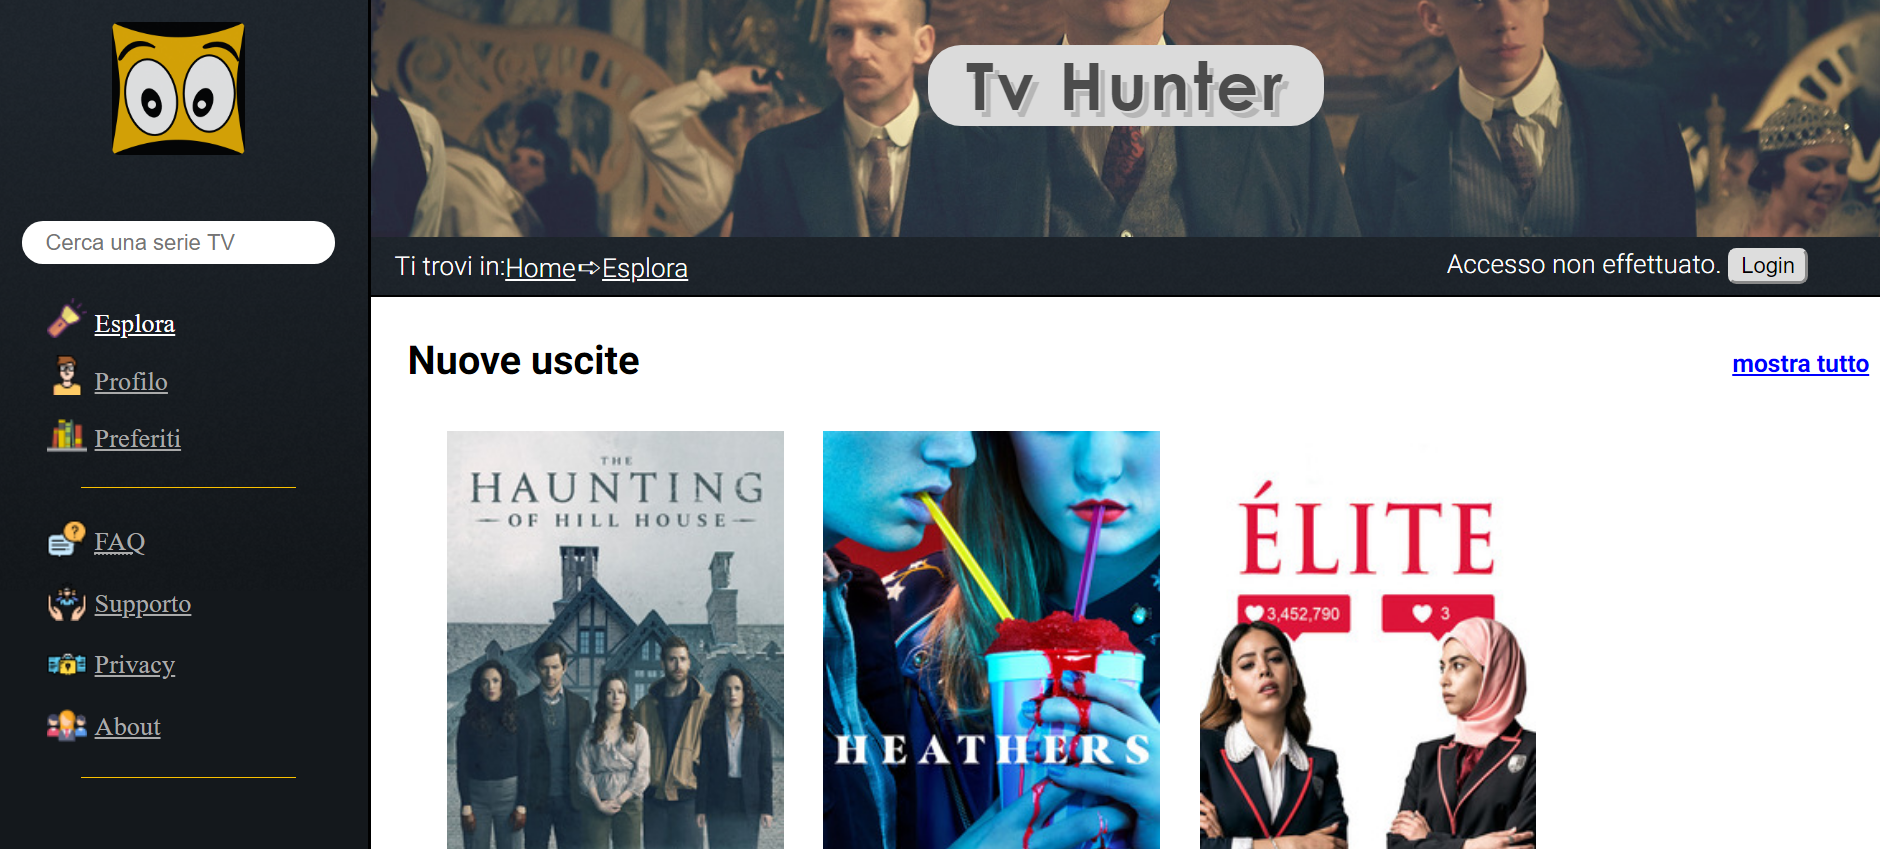 Tv Hunter
Cerca una serie TV
Ti trovi in:Home➩Esplora
Accesso non effettuato. Login
Esplora
Profilo
Preferiti
FAQ
Supporto
Privacy
About
Nuove uscite
mostra tutto
THE
HAUNTING
OF HILL HOUSE
HEATHERS
ÉLITE
3,452,790
3